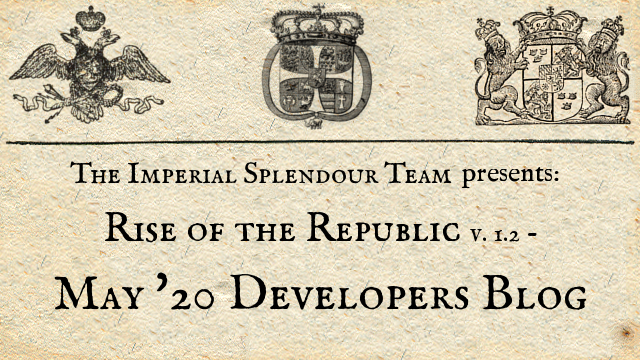 The Imperial Splendour Team presents:
Rise of the Republic v. 1.2 -
May '20 Developers Blog